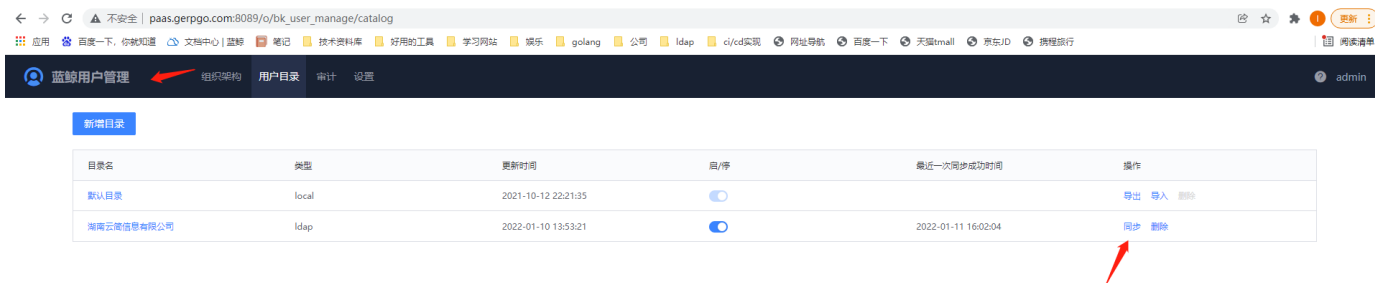 不安全 | paas.gerpgo.com:8089/o/bk_user_manage/catalog 更新
应用 百度一下,你就知道 文档中心 | 蓝鲸 笔记 技术资料库 好用的工具 学习网站 娱乐 golang 公司 ldap ci/cd实现 网址导航 百度一下 天猫tmall 京东JD 携程旅行 阅读清单
蓝鲸用户管理 组织架构 用户目录 审计 设置 admin
新增目录
目录名 类型 更新时间 启/停 最近一次同步成功时间 操作
默认目录 local 2021-10-12 22:21:35 导出 导入 删除
湖南云简信息有限公司 ldap 2022-01-10 13:53:21 2022-01-11 16:02:04 同步 删除